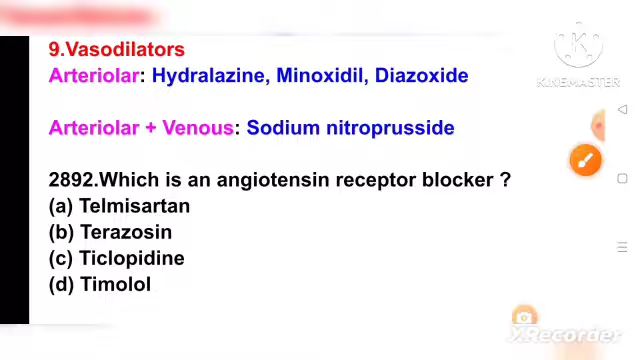 KINEMASTER
9.Vasodilators
Arteriolar: Hydralazine, Minoxidil, Diazoxide
Arteriolar + Venous: Sodium nitroprusside
2892.Which is an angiotensin receptor blocker ?
(a) Telmisartan
(b) Terazosin
(c) Ticlopidine
(d) Timolol
XRecorder